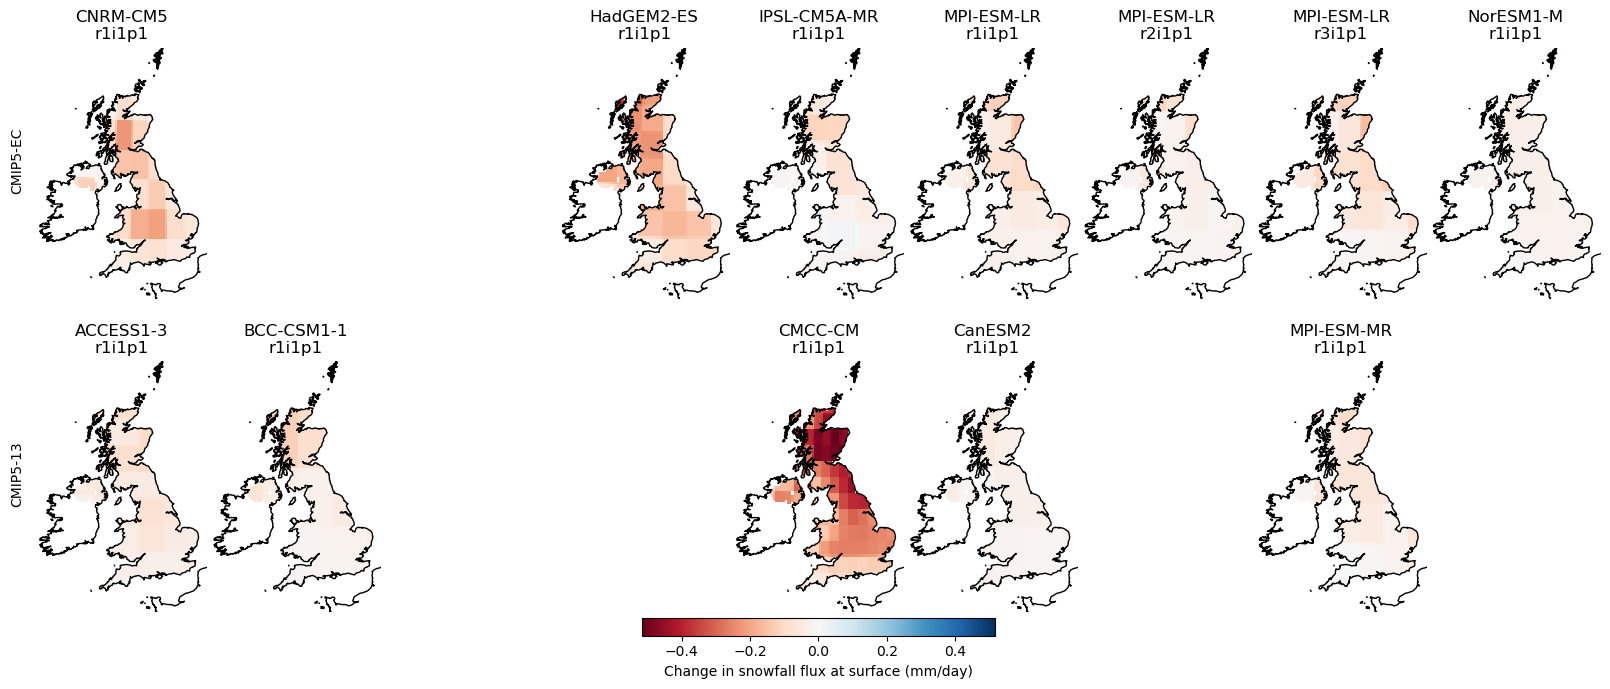 CNRM-CM5
r1i1p1
HadGEM2-ES
r1i1p1
IPSL-CM5A-MR
r1i1p1
MPI-ESM-LR
r1i1p1
MPI-ESM-LR
r2i1p1
MPI-ESM-LR
r3i1p1
NorESM1-M
r1i1p1
CMIP5-EC
ACCESS1-3
r1i1p1
BCC-CSM1-1
r1i1p1
CMCC-CM
r1i1p1
CanESM2
r1i1p1
MPI-ESM-MR
r1i1p1
CMIP5-13
−0.4 −0.2 0.0 0.2 0.4
Change in snowfall flux at surface (mm/day)